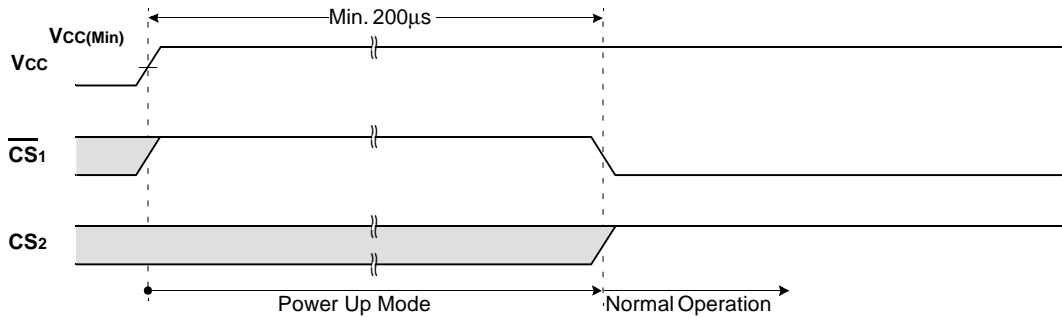 Min. 200μs
VCC(Min)
VCC
CS1
CS2
Power Up Mode
Normal Operation